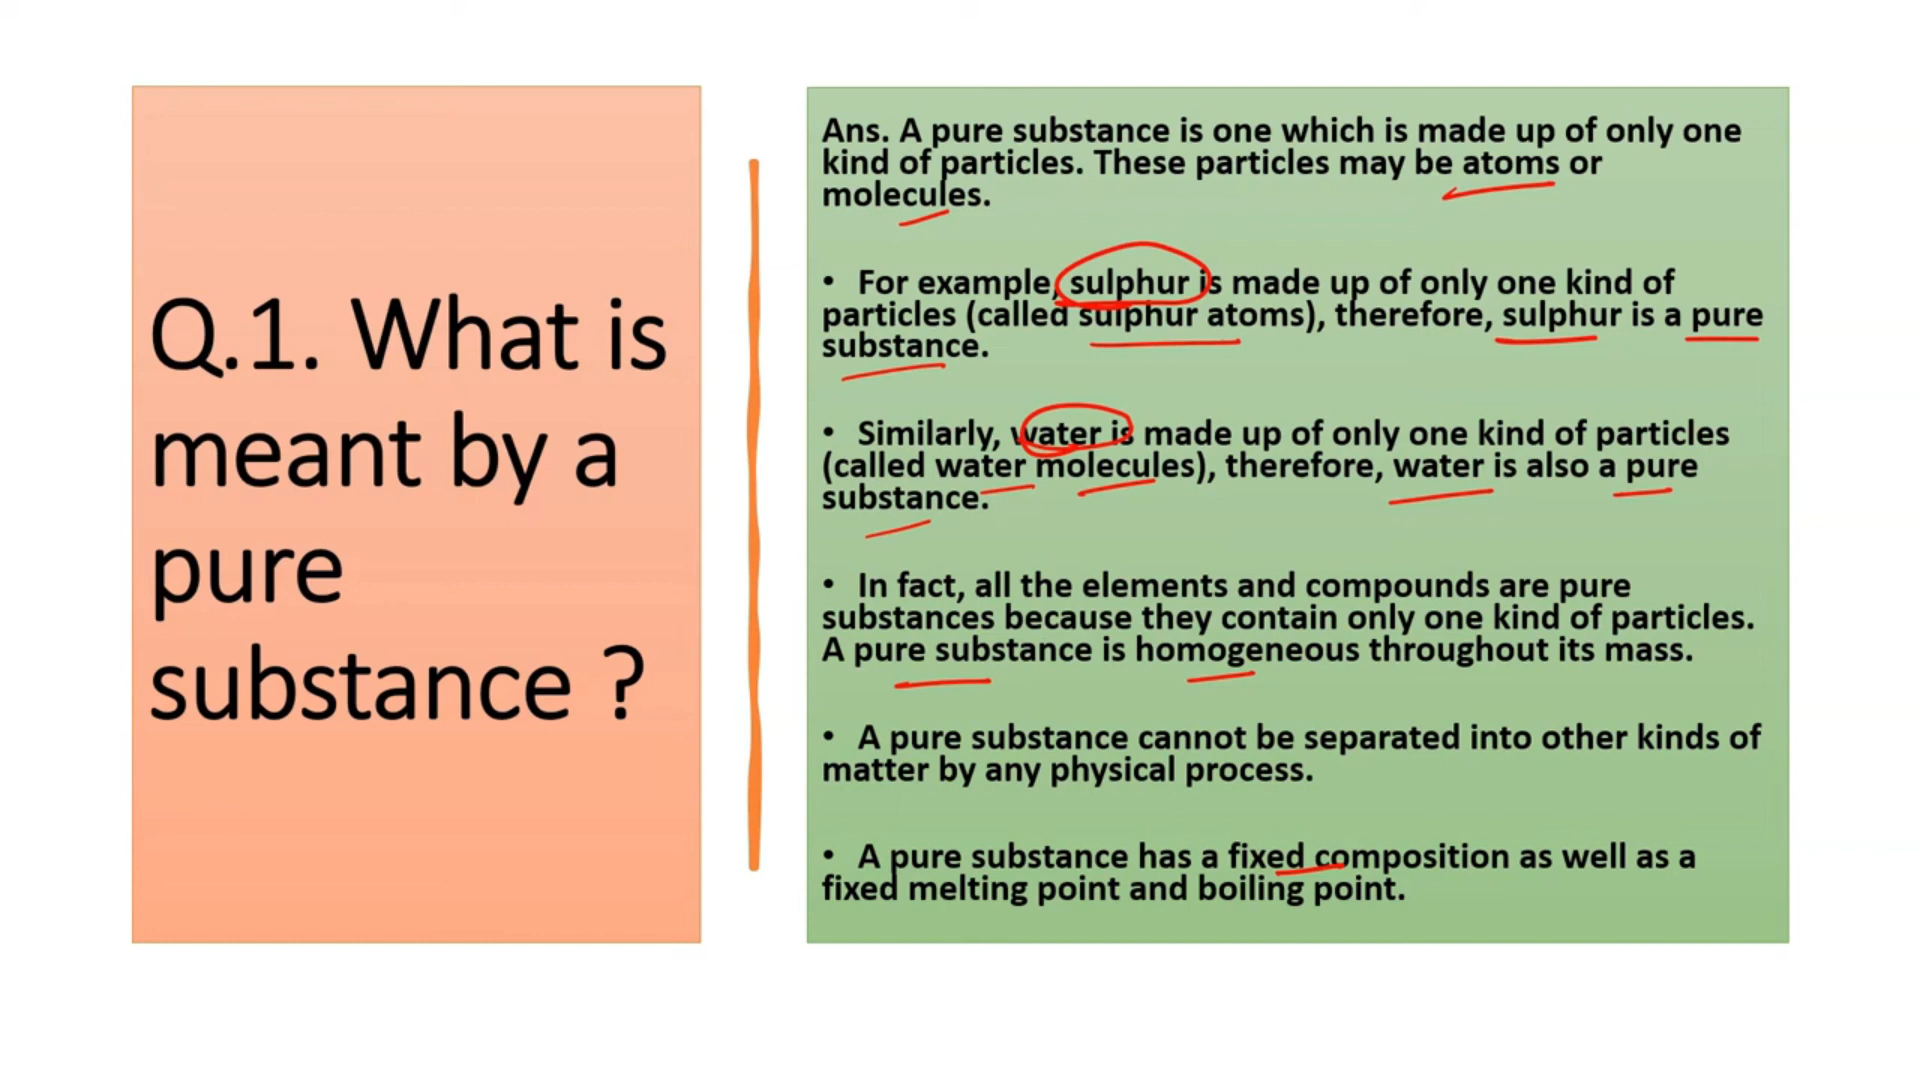 Q.1. What is
meant by a
pure
substance ?
Ans. A pure substance is one which is made up of only one
kind of particles. These particles may be atoms or
molecules.
• For example, sulphur is made up of only one kind of
particles (called sulphur atoms), therefore, sulphur is a pure
substance.
• Similarly, water is made up of only one kind of particles
(called water molecules), therefore, water is also a pure
substance.
• In fact, all the elements and compounds are pure
substances because they contain only one kind of particles.
A pure substance is homogeneous throughout its mass.
• A pure substance cannot be separated into other kinds of
matter by any physical process.
• A pure substance has a fixed composition as well as a
fixed melting point and boiling point.